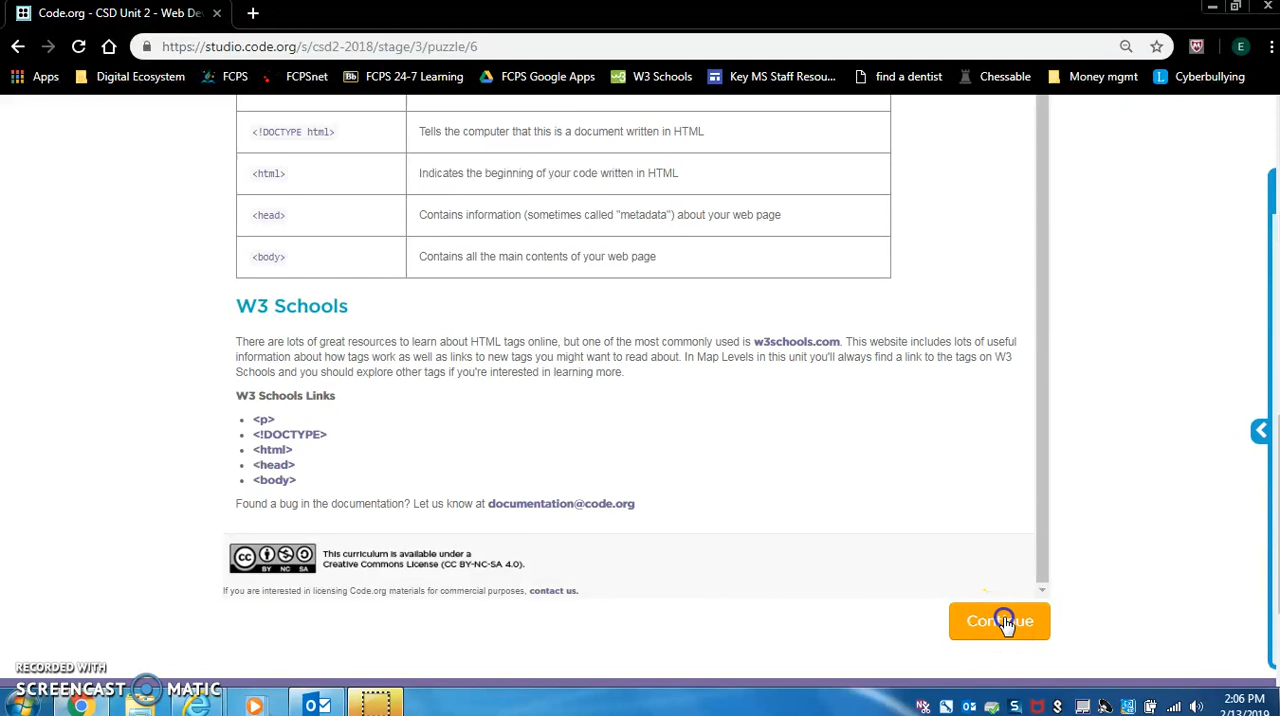 Code.org - CSD Unit 2 - Web De
https://studio.code.org/s/csd2-2018/stage/3/puzzle/6
E
Apps Digital Ecosystem FCPS FCPSnet Bb FCPS 24-7 Learning FCPS Google Apps W3 Schools Key MS Staff Resou... find a dentist Chessable Money mgmt Cyberbullying
<!DOCTYPE html> Tells the computer that this is a document written in HTML
<html> Indicates the beginning of your code written in HTML
<head> Contains information (sometimes called "metadata") about your web page
<body> Contains all the main contents of your web page
W3 Schools
There are lots of great resources to learn about HTML tags online, but one of the most commonly used is w3schools.com. This website includes lots of useful
information about how tags work as well as links to new tags you might want to read about. In Map Levels in this unit you'll always find a link to the tags on W3
Schools and you should explore other tags if you're interested in learning more.
W3 Schools Links
• <p>
• <!DOCTYPE>
• <html>
• <head>
• <body>
Found a bug in the documentation? Let us know at documentation@code.org
CC BY NC SA
This curriculum is available under a
Creative Commons License (CC BY-NC-SA 4.0).
If you are interested in licensing Code.org materials for commercial purposes, contact us.
Continue
RECORDED WITH
SCREENCAST MATIC
2:06 PM
2/13/2019